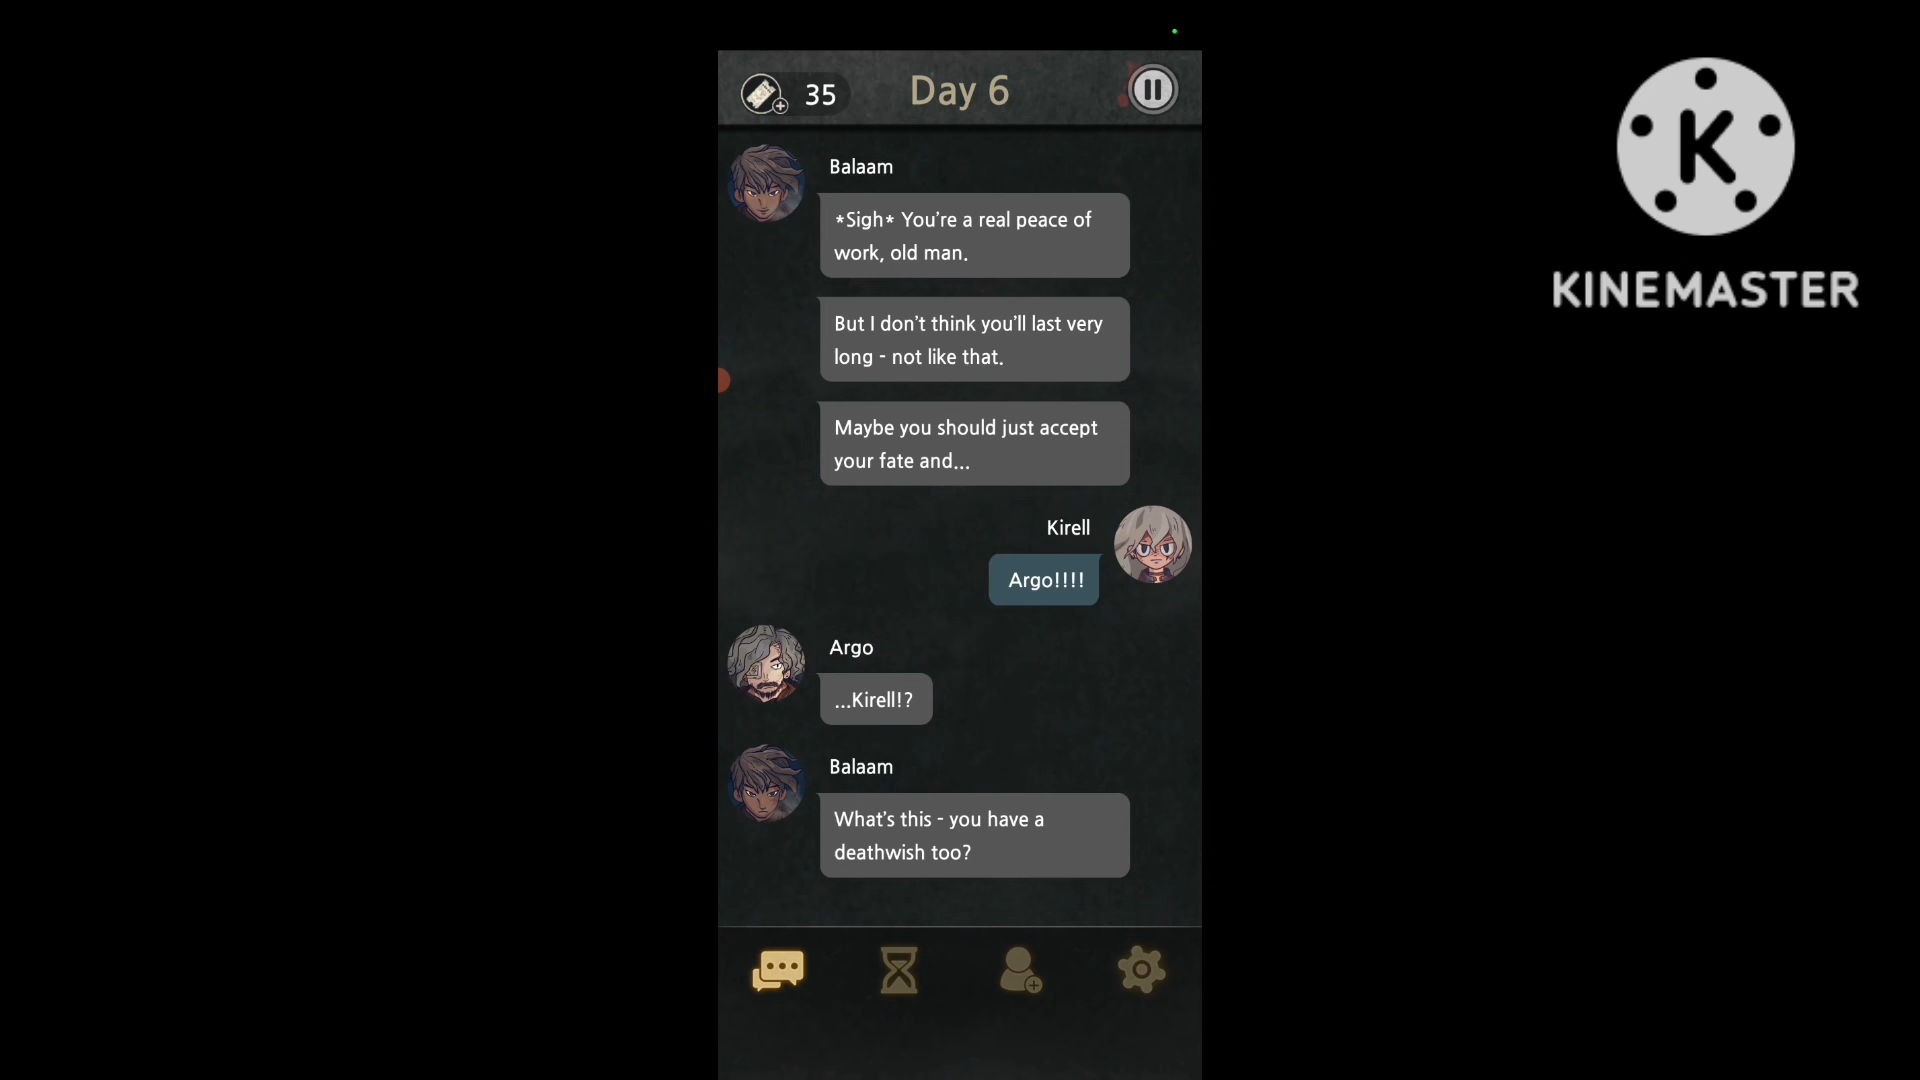 35
Day 6
K
KINEMASTER
Balaam
*Sigh* You're a real peace of
work, old man.
But I don't think you'll last very
long - not like that.
Maybe you should just accept
your fate and...
Kirell
Argo!!!!
Argo
...Kirell!?
Balaam
What's this - you have a
deathwish too?